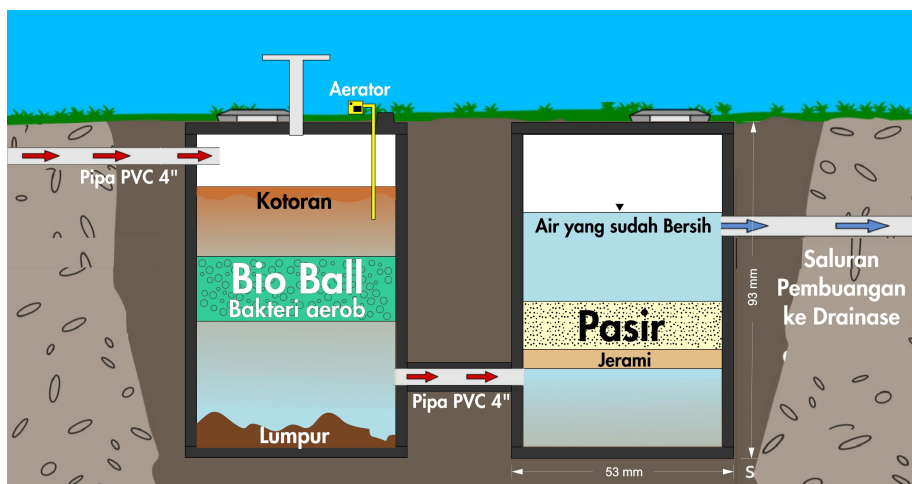 Aerator
Pipa PVC 4"
Kotoran
Bio Ball
Bakteri aerob
Lumpur
Pipa PVC 4"
Air yang sudah Bersih
Pasir
Jerami
93 mm
53 mm
S
Saluran
Pembuangan
ke Drainase